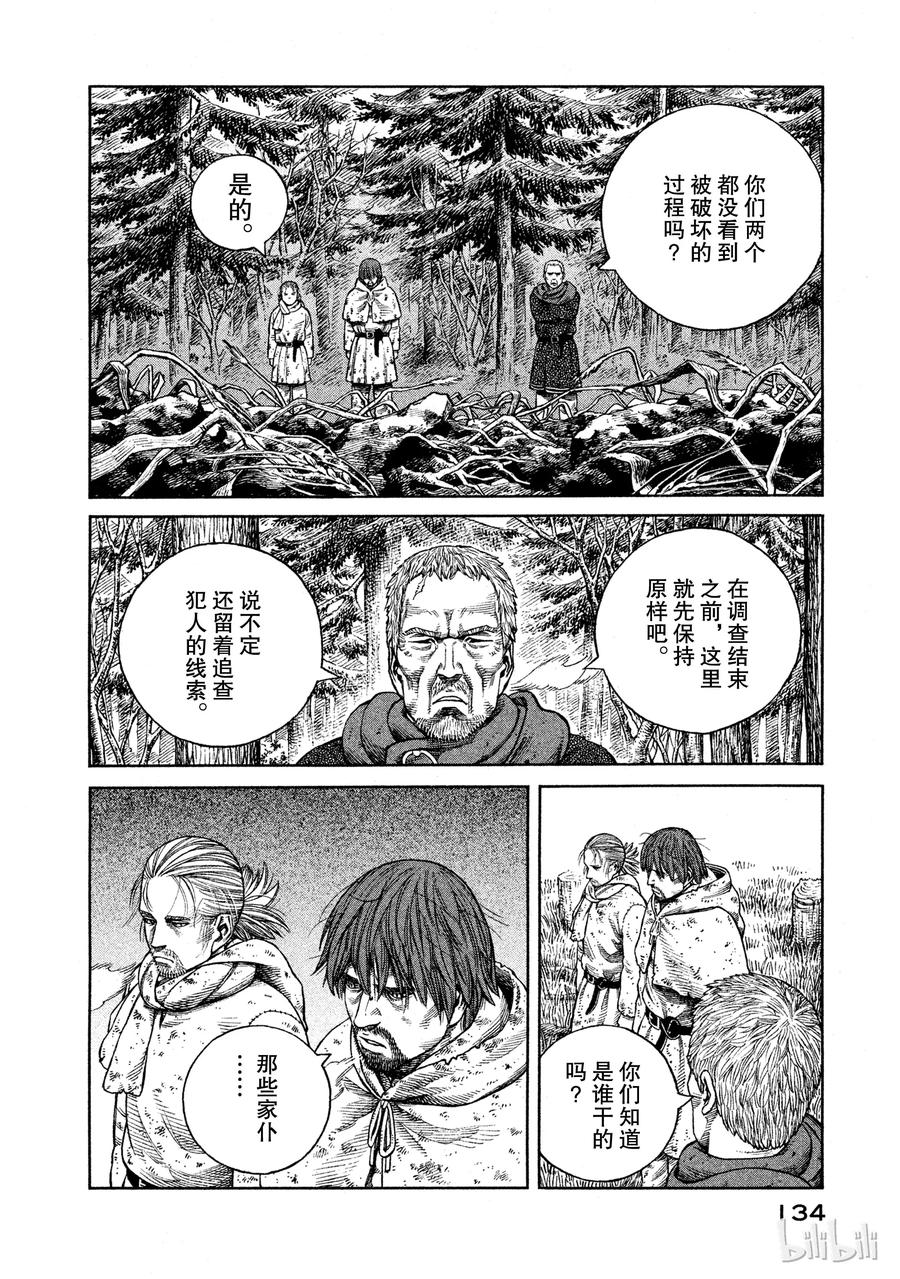 你们两个
都没看到
被破坏的
过程吗？
是的。
在调查结束
之前，这里
就先保持
原样吧。
说不定
还留着追查
犯人的线索。
你们知道
是谁干的
吗？
那些家仆
……
134
bilibili